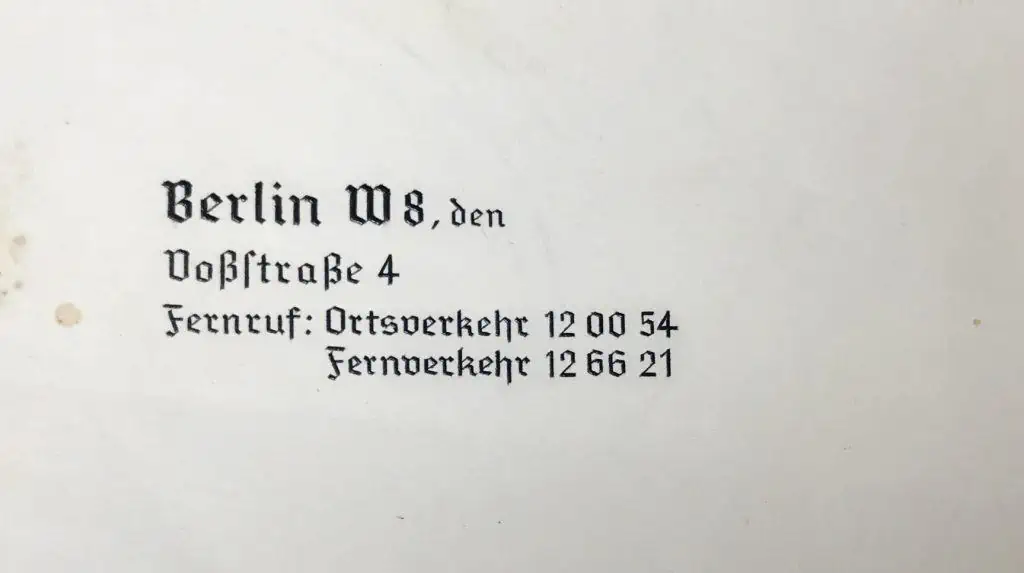 Berlin W 8, den
Voßſtraße 4
Fernruf: Ortsverkehr 12 00 54
Fernverkehr 12 66 21